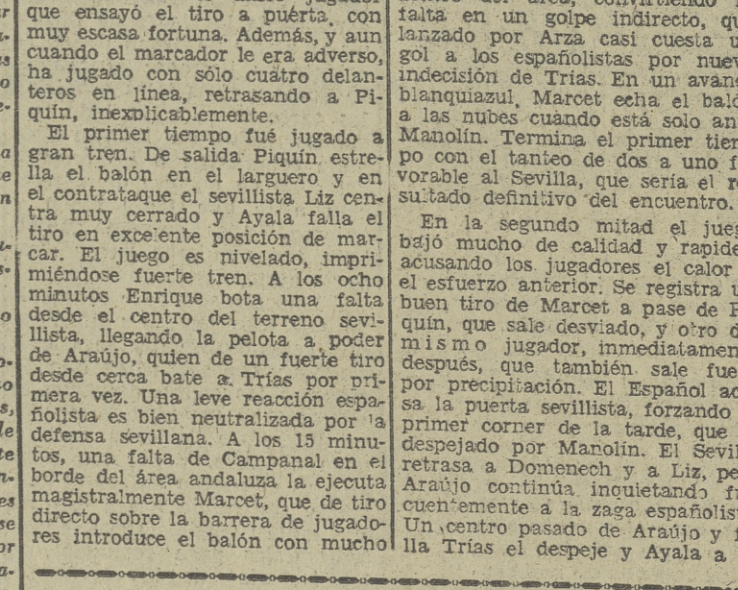 que ensayó el tiro a puerta, con
muy escasa fortuna. Además, y aun
cuando el marcador le era adverso,
ha jugado con sólo cuatro delan-
teros en línea, retrasando a Pi-
quín, inexplicablemente.
El primer tiempo fué jugado a
gran tren. De salida Piquín estre-
lla el balón en el larguero y en
el contrataque el sevillista Liz cen-
tra muy cerrado y Ayala falla el
tiro en excelente posición de mar-
car. El juego es nivelado, impri-
miéndose fuerte tren. A los ocho
minutos Enrique bota una falta
desde el centro del terreno sevi-
llista, llegando la pelota a poder
de Araújo, quien de un fuerte tiro
desde cerca bate a Trías por pri-
mera vez. Una leve reacción espa-
ñolista es bien neutralizada por la
defensa sevillana. A los 15 minu-
tos, una falta de Campanal en el
borde del área andaluza la ejecuta
magistralmente Marcet, que de tiro
directo sobre la barrera de jugado-
res introduce el balón con mucho
falta en un golpe indirecto, qu
lanzado por Arza casi cuesta u
gol a los españolistas por nuev
indecisión de Trías. En un avan
blanquiazul, Marcet echa el baló
a las nubes cuando está solo an
Manolín. Termina el primer tiem
po con el tanteo de dos a uno f
vorable al Sevilla, que sería el r
sultado definitivo del encuentro.
En la segundo mitad el jueg
bajó mucho de calidad y rapide
acusando los jugadores el calor
el esfuerzo anterior. Se registra u
buen tiro de Marcet a pase de P
quín, que sale desviado, y otro d
mismo jugador, inmediatamen
después, que también sale fue
por precipitación. El Español ac
sa la puerta sevillista, forzando
primer corner de la tarde, que
despejado por Manolín. El Sevil
retrasa a Domenech y a Liz, pe
Araújo continúa inquietando fr
cuentemente a la zaga españolis
Un centro pasado de Araújo y f
lla Trías el despeje y Ayala a